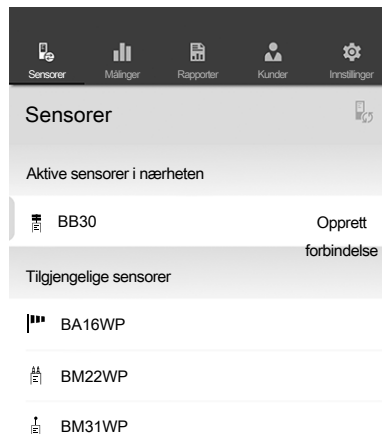 Sensorer Målinger Rapporter Kunder Innstillinger
Sensorer
Aktive sensorer i nærheten
BB30 Opprett
forbindelse
Tilgjengelige sensorer
BA16WP
BM22WP
BM31WP